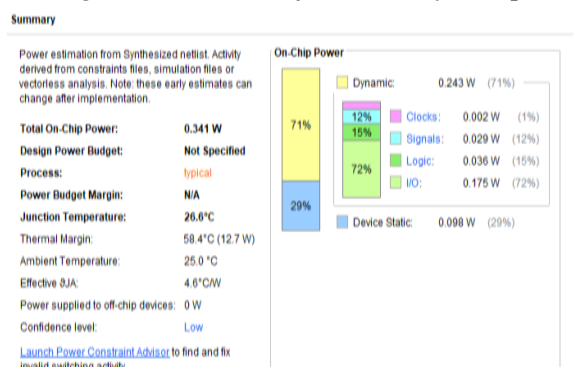 Summary
Power estimation from Synthesized netlist. Activity
derived from constraints files, simulation files or
vectorless analysis. Note: these early estimates can
change after implementation.
Total On-Chip Power: 0.341 W
Design Power Budget: Not Specified
Process: typical
Power Budget Margin: N/A
Junction Temperature: 26.6°C
Thermal Margin: 58.4°C (12.7 W)
Ambient Temperature: 25.0 °C
Effective ϑJA: 4.6°C/W
Power supplied to off-chip devices: 0 W
Confidence level: Low
Launch Power Constraint Advisor to find and fix
invalid switching activity
On-Chip Power
71%
29%
Dynamic: 0.243 W (71%)
12%
15%
72%
Clocks: 0.002 W (1%)
Signals: 0.029 W (12%)
Logic: 0.036 W (15%)
I/O: 0.175 W (72%)
Device Static: 0.098 W (29%)